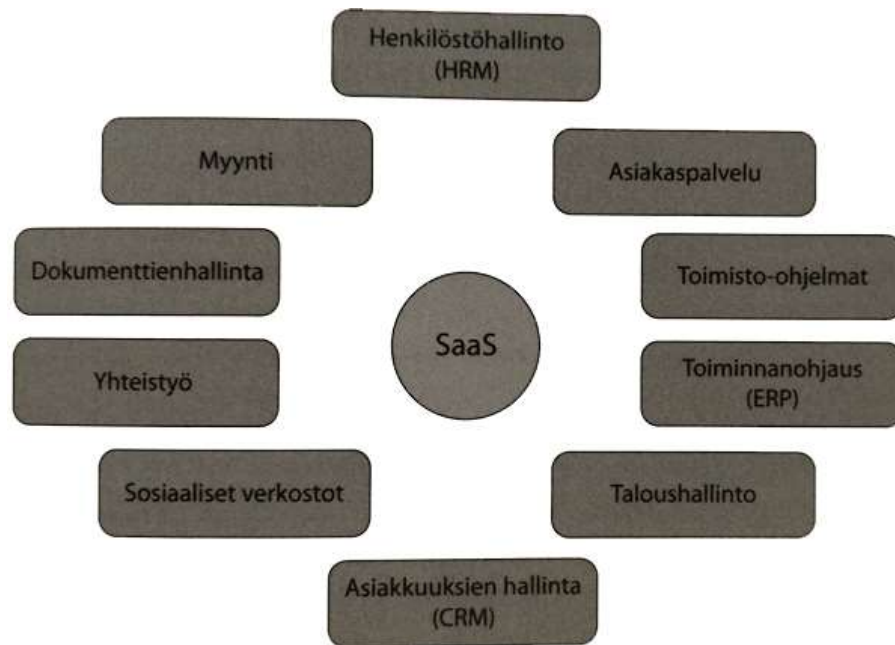 Henkilöstöhallinto
(HRM)
Myynti
Asiakaspalvelu
Dokumenttienhallinta
Toimisto-ohjelmat
SaaS
Yhteistyö
Toiminnanohjaus
(ERP)
Sosiaaliset verkostot
Taloushallinto
Asiakkuuksien hallinta
(CRM)